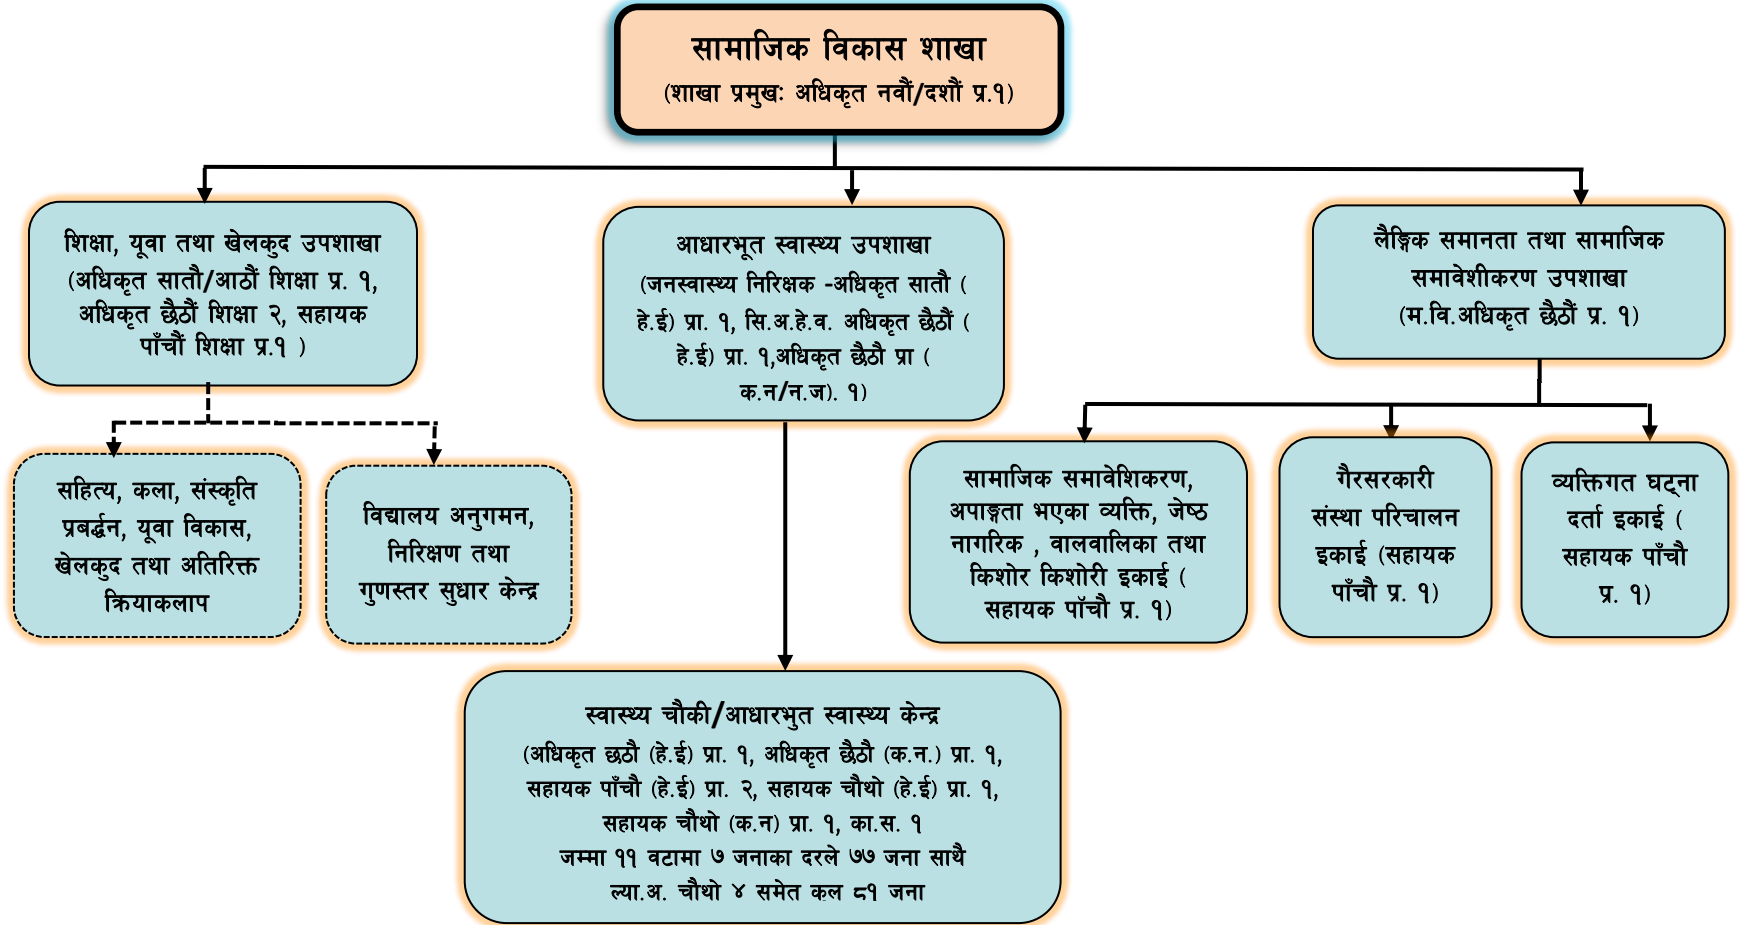 सामाजिक विकास शाखा
(शाखा प्रमुखः अधिकृत नवौं/दशौं प्र.१)
शिक्षा, यूवा तथा खेलकुद उपशाखा
(अधिकृत सातौ/आठौं शिक्षा प्र. १,
अधिकृत छैठौं शिक्षा २, सहायक
पाँचौं शिक्षा प्र.१ )
आधारभूत स्वास्थ्य उपशाखा
(जनस्वास्थ्य निरिक्षक -अधिकृत सातौ (
हे.ई) प्रा. १, सि.अ.हे.व. अधिकृत छैठौं (
हे.ई) प्रा. १,अधिकृत छैठौ प्रा (
क.न/न.ज). १)
लैङ्गिक समानता तथा सामाजिक
समावेशीकरण उपशाखा
(म.वि.अधिकृत छैठौं प्र. १)
सहित्य, कला, संस्कृति
प्रबर्द्धन, यूवा विकास,
खेलकुद तथा अतिरिक्त
क्रियाकलाप
विद्यालय अनुगमन,
निरिक्षण तथा
गुणस्तर सुधार केन्द्र
सामाजिक समावेशिकरण,
अपाङ्गता भएका व्यक्ति, जेष्ठ
नागरिक , वालवालिका तथा
किशोर किशोरी इकाई (
सहायक पॉचौ प्र. १)
गैरसरकारी
संस्था परिचालन
इकाई (सहायक
पाँचौ प्र. १)
व्यक्तिगत घट्ना
दर्ता इकाई (
सहायक पाँचौ
प्र. १)
स्वास्थ्य चौकी/आधारभुत स्वास्थ्य केन्द्र
(अधिकृत छठौ (हे.ई) प्रा. १, अधिकृत छैठौ (क.न.) प्रा. १,
सहायक पाँचौ (हे.ई) प्रा. २, सहायक चौथो (हे.ई) प्रा. १,
सहायक चौथो (क.न) प्रा. १, का.स. १
जम्मा ११ वटामा ७ जनाका दरले ७७ जना साथै
ल्या.अ. चौथो ४ समेत कल ८१ जना